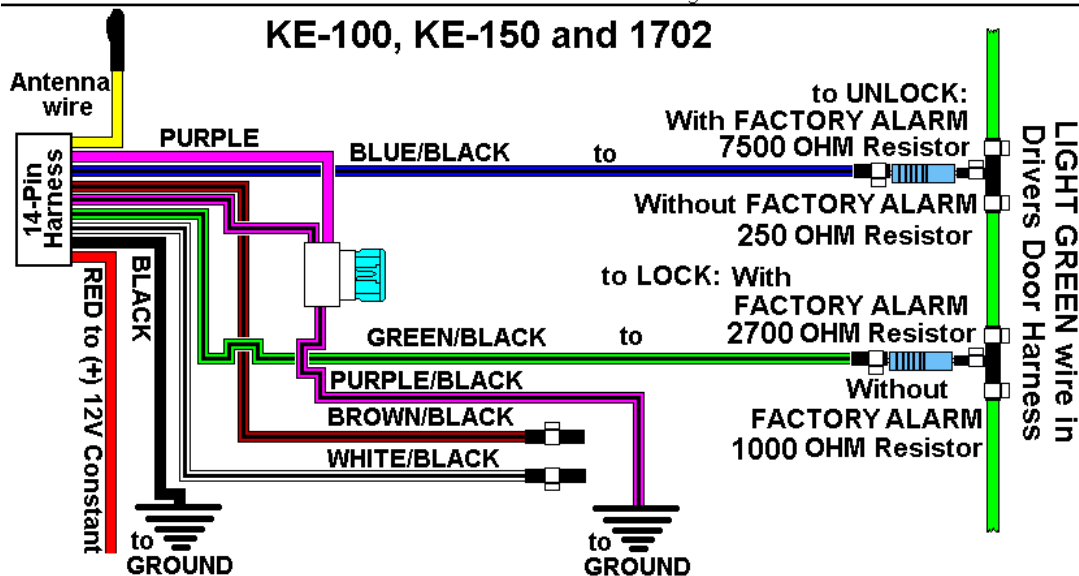 KE-100, KE-150 and 1702
Antenna
wire
14-Pin
Harness
PURPLE
BLUE/BLACK to
to UNLOCK:
With FACTORY ALARM
7500 OHM Resistor
Without FACTORY ALARM
250 OHM Resistor
to LOCK: With
FACTORY ALARM
2700 OHM Resistor
GREEN/BLACK to
Without
FACTORY ALARM
1000 OHM Resistor
PURPLE/BLACK
BROWN/BLACK
WHITE/BLACK
BLACK
RED to (+) 12V Constant
to
GROUND
to
GROUND
LIGHT GREEN wire in
Drivers Door Harness